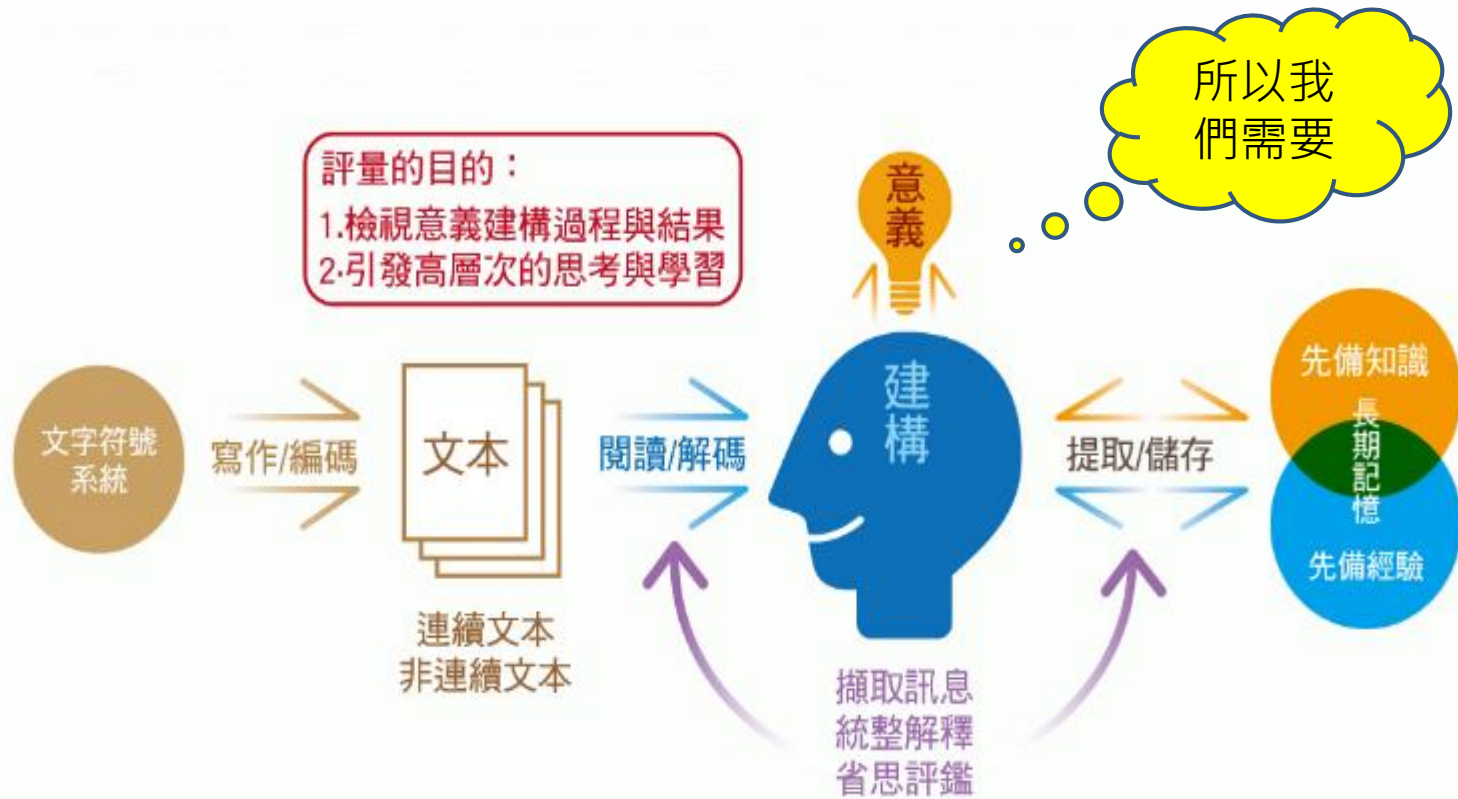 所以我
們需要
評量的目的：
1.檢視意義建構過程與結果
2.引發高層次的思考與學習
意
義
文字符號
系統
寫作/編碼
文本
閱讀/解碼
建
構
提取/儲存
先備知識
長
期
記
憶
先備經驗
連續文本
非連續文本
擷取訊息
統整解釋
省思評鑑